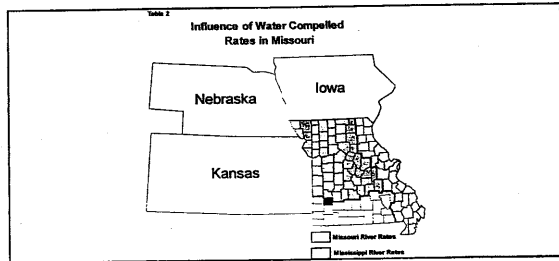 Table 2
Influence of Water Compelled
Rates in Missouri
Iowa
Nebraska
Kansas
Missouri River Rates
Mississippi River Rates